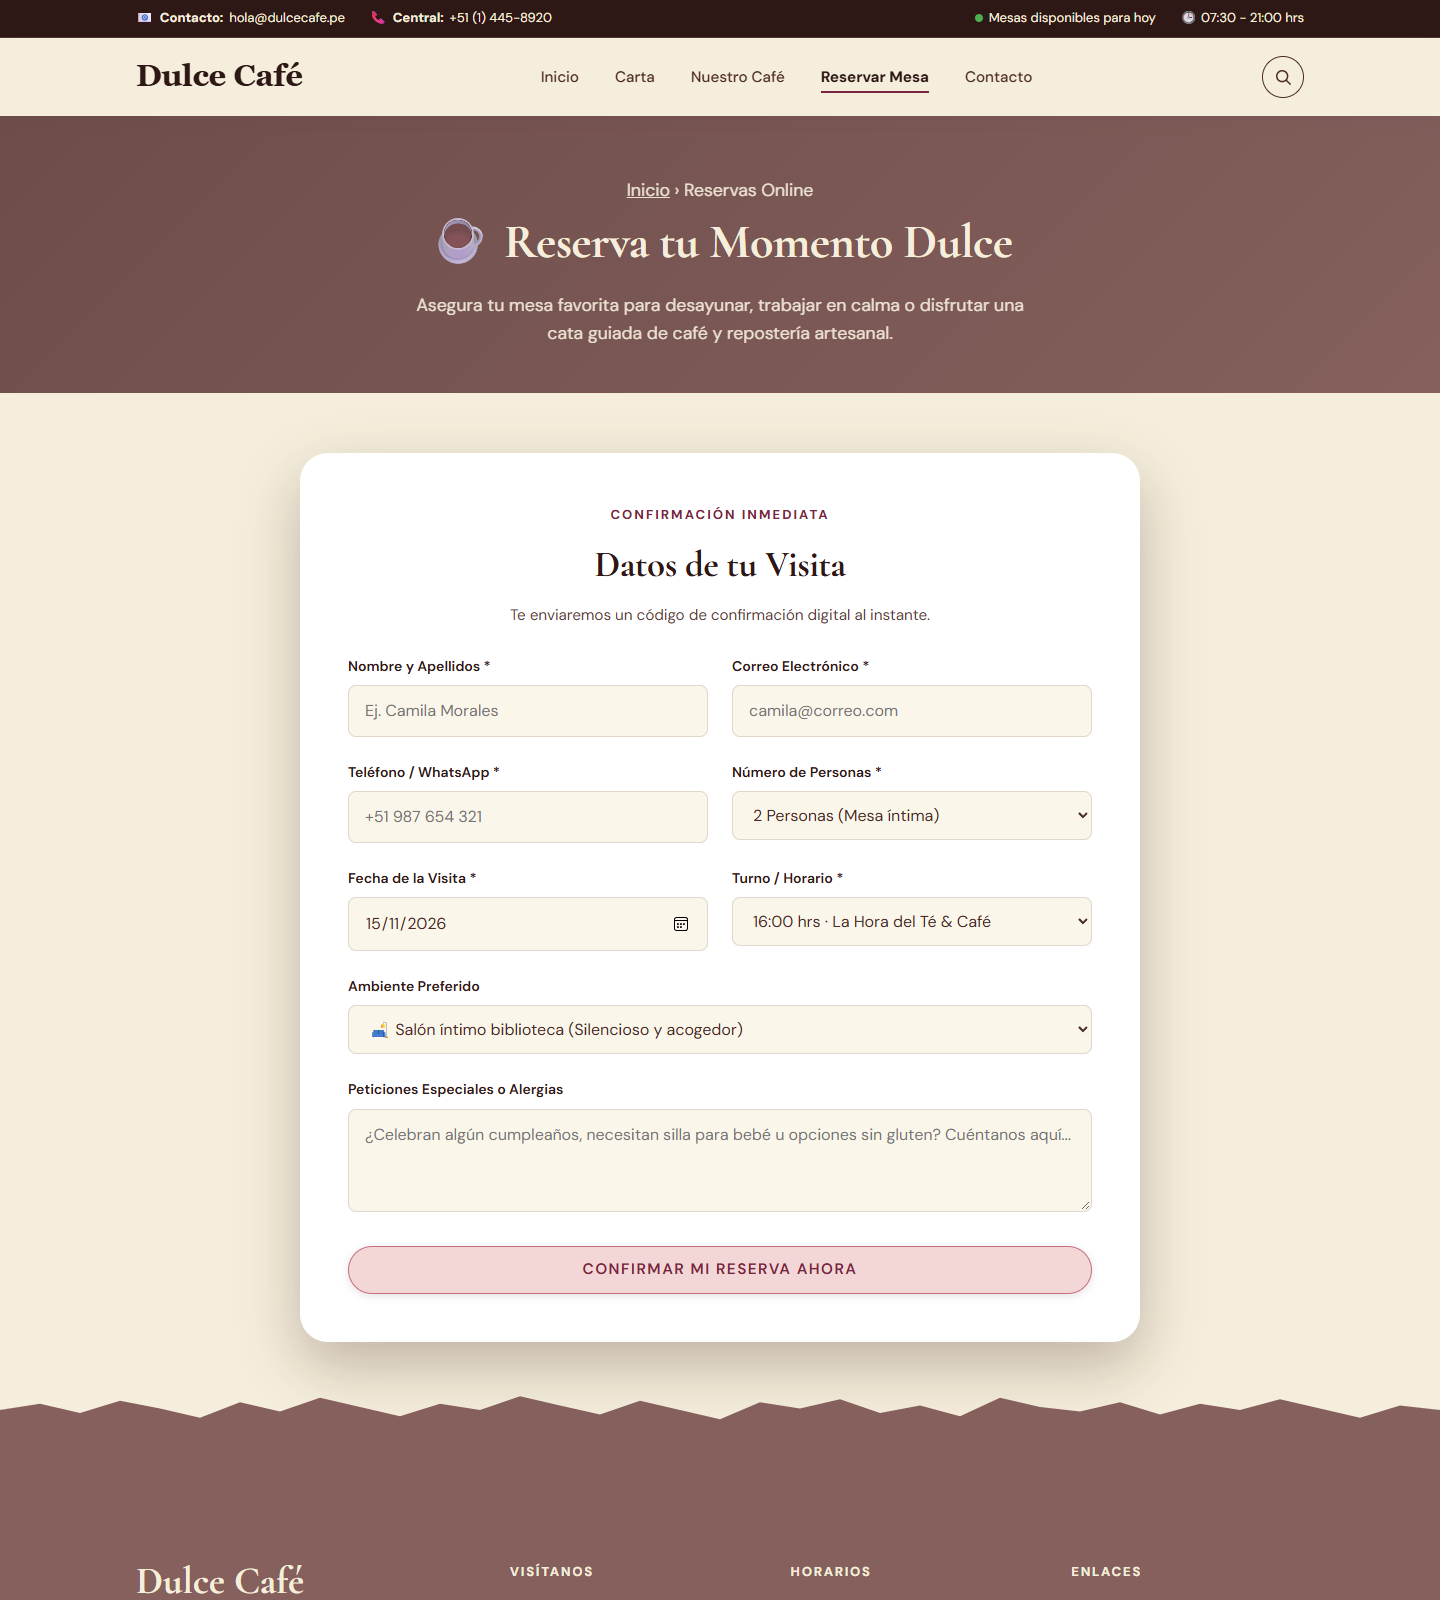 Contacto: hola@dulcecafe.pe Central: +51 (1) 445-8920 Mesas disponibles para hoy 07:30 - 21:00 hrs
Dulce Café Inicio Carta Nuestro Café Reservar Mesa Contacto
Inicio › Reservas Online
Reserva tu Momento Dulce
Asegura tu mesa favorita para desayunar, trabajar en calma o disfrutar una
cata guiada de café y repostería artesanal.
CONFIRMACIÓN INMEDIATA
Datos de tu Visita
Te enviaremos un código de confirmación digital al instante.
Nombre y Apellidos * Correo Electrónico *
Ej. Camila Morales camila@correo.com
Teléfono / WhatsApp * Número de Personas *
+51 987 654 321 2 Personas (Mesa íntima)
Fecha de la Visita * Turno / Horario *
15/11/2026 16:00 hrs · La Hora del Té & Café
Ambiente Preferido
Salón íntimo biblioteca (Silencioso y acogedor)
Peticiones Especiales o Alergias
¿Celebran algún cumpleaños, necesitan silla para bebé u opciones sin gluten? Cuéntanos aquí...
CONFIRMAR MI RESERVA AHORA
Dulce Café VISÍTANOS HORARIOS ENLACES